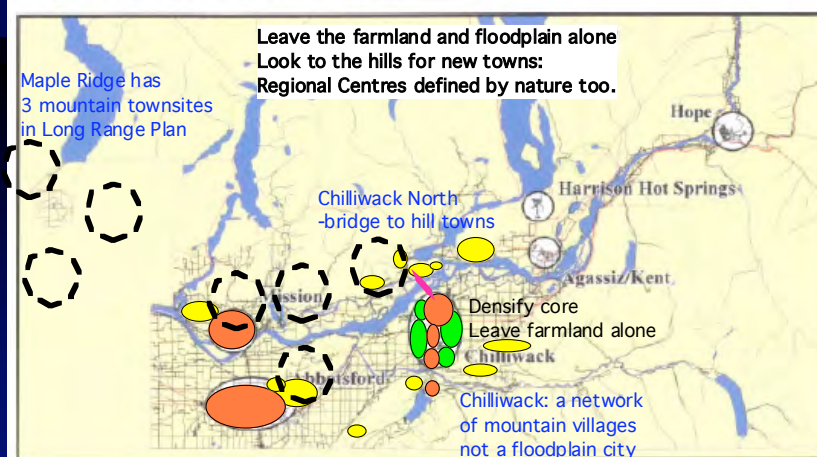 Leave the farmland and floodplain alone
Look to the hills for new towns:
Regional Centres defined by nature too.
Maple Ridge has
3 mountain townsites
in Long Range Plan
Hope
Harrison Hot Springs
Chilliwack North
-bridge to hill towns
Agassiz/Kent
Mission
Densify core
Leave farmland alone
Chilliwack
Abbotsford
Chilliwack: a network
of mountain villages
not a floodplain city